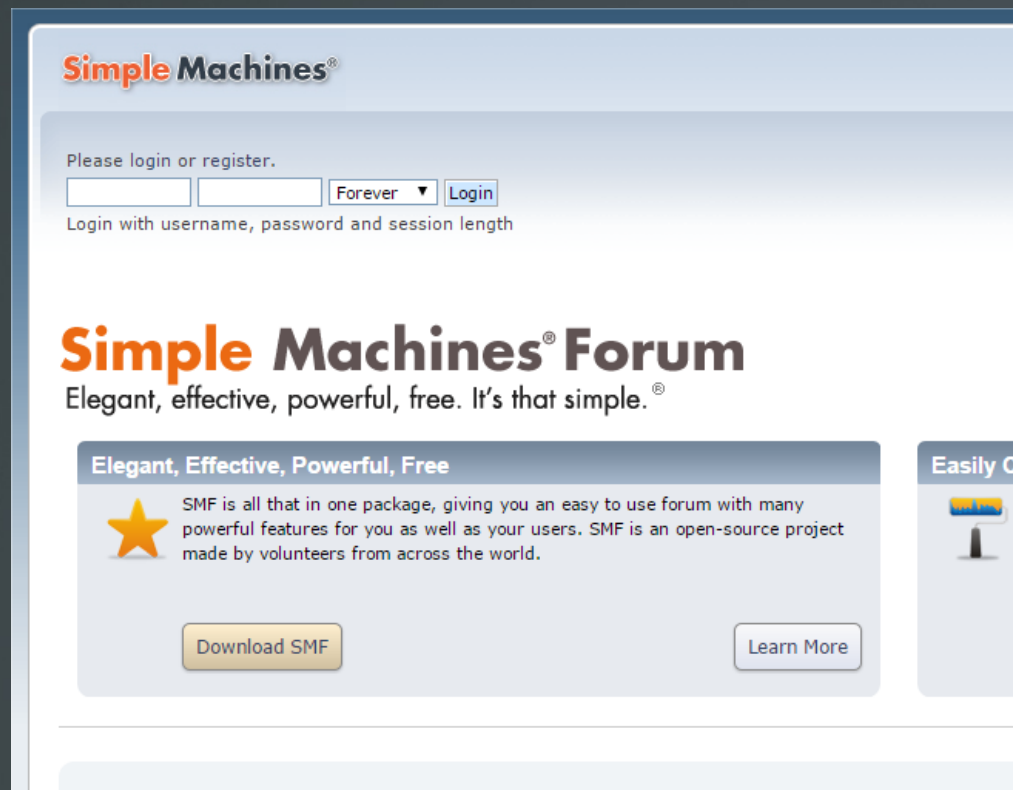 Simple Machines®
Please login or register.
Forever ▼ Login
Login with username, password and session length
Simple Machines® Forum
Elegant, effective, powerful, free. It's that simple.®
Elegant, Effective, Powerful, Free
SMF is all that in one package, giving you an easy to use forum with many
powerful features for you as well as your users. SMF is an open-source project
made by volunteers from across the world.
Download SMF
Learn More
Easily